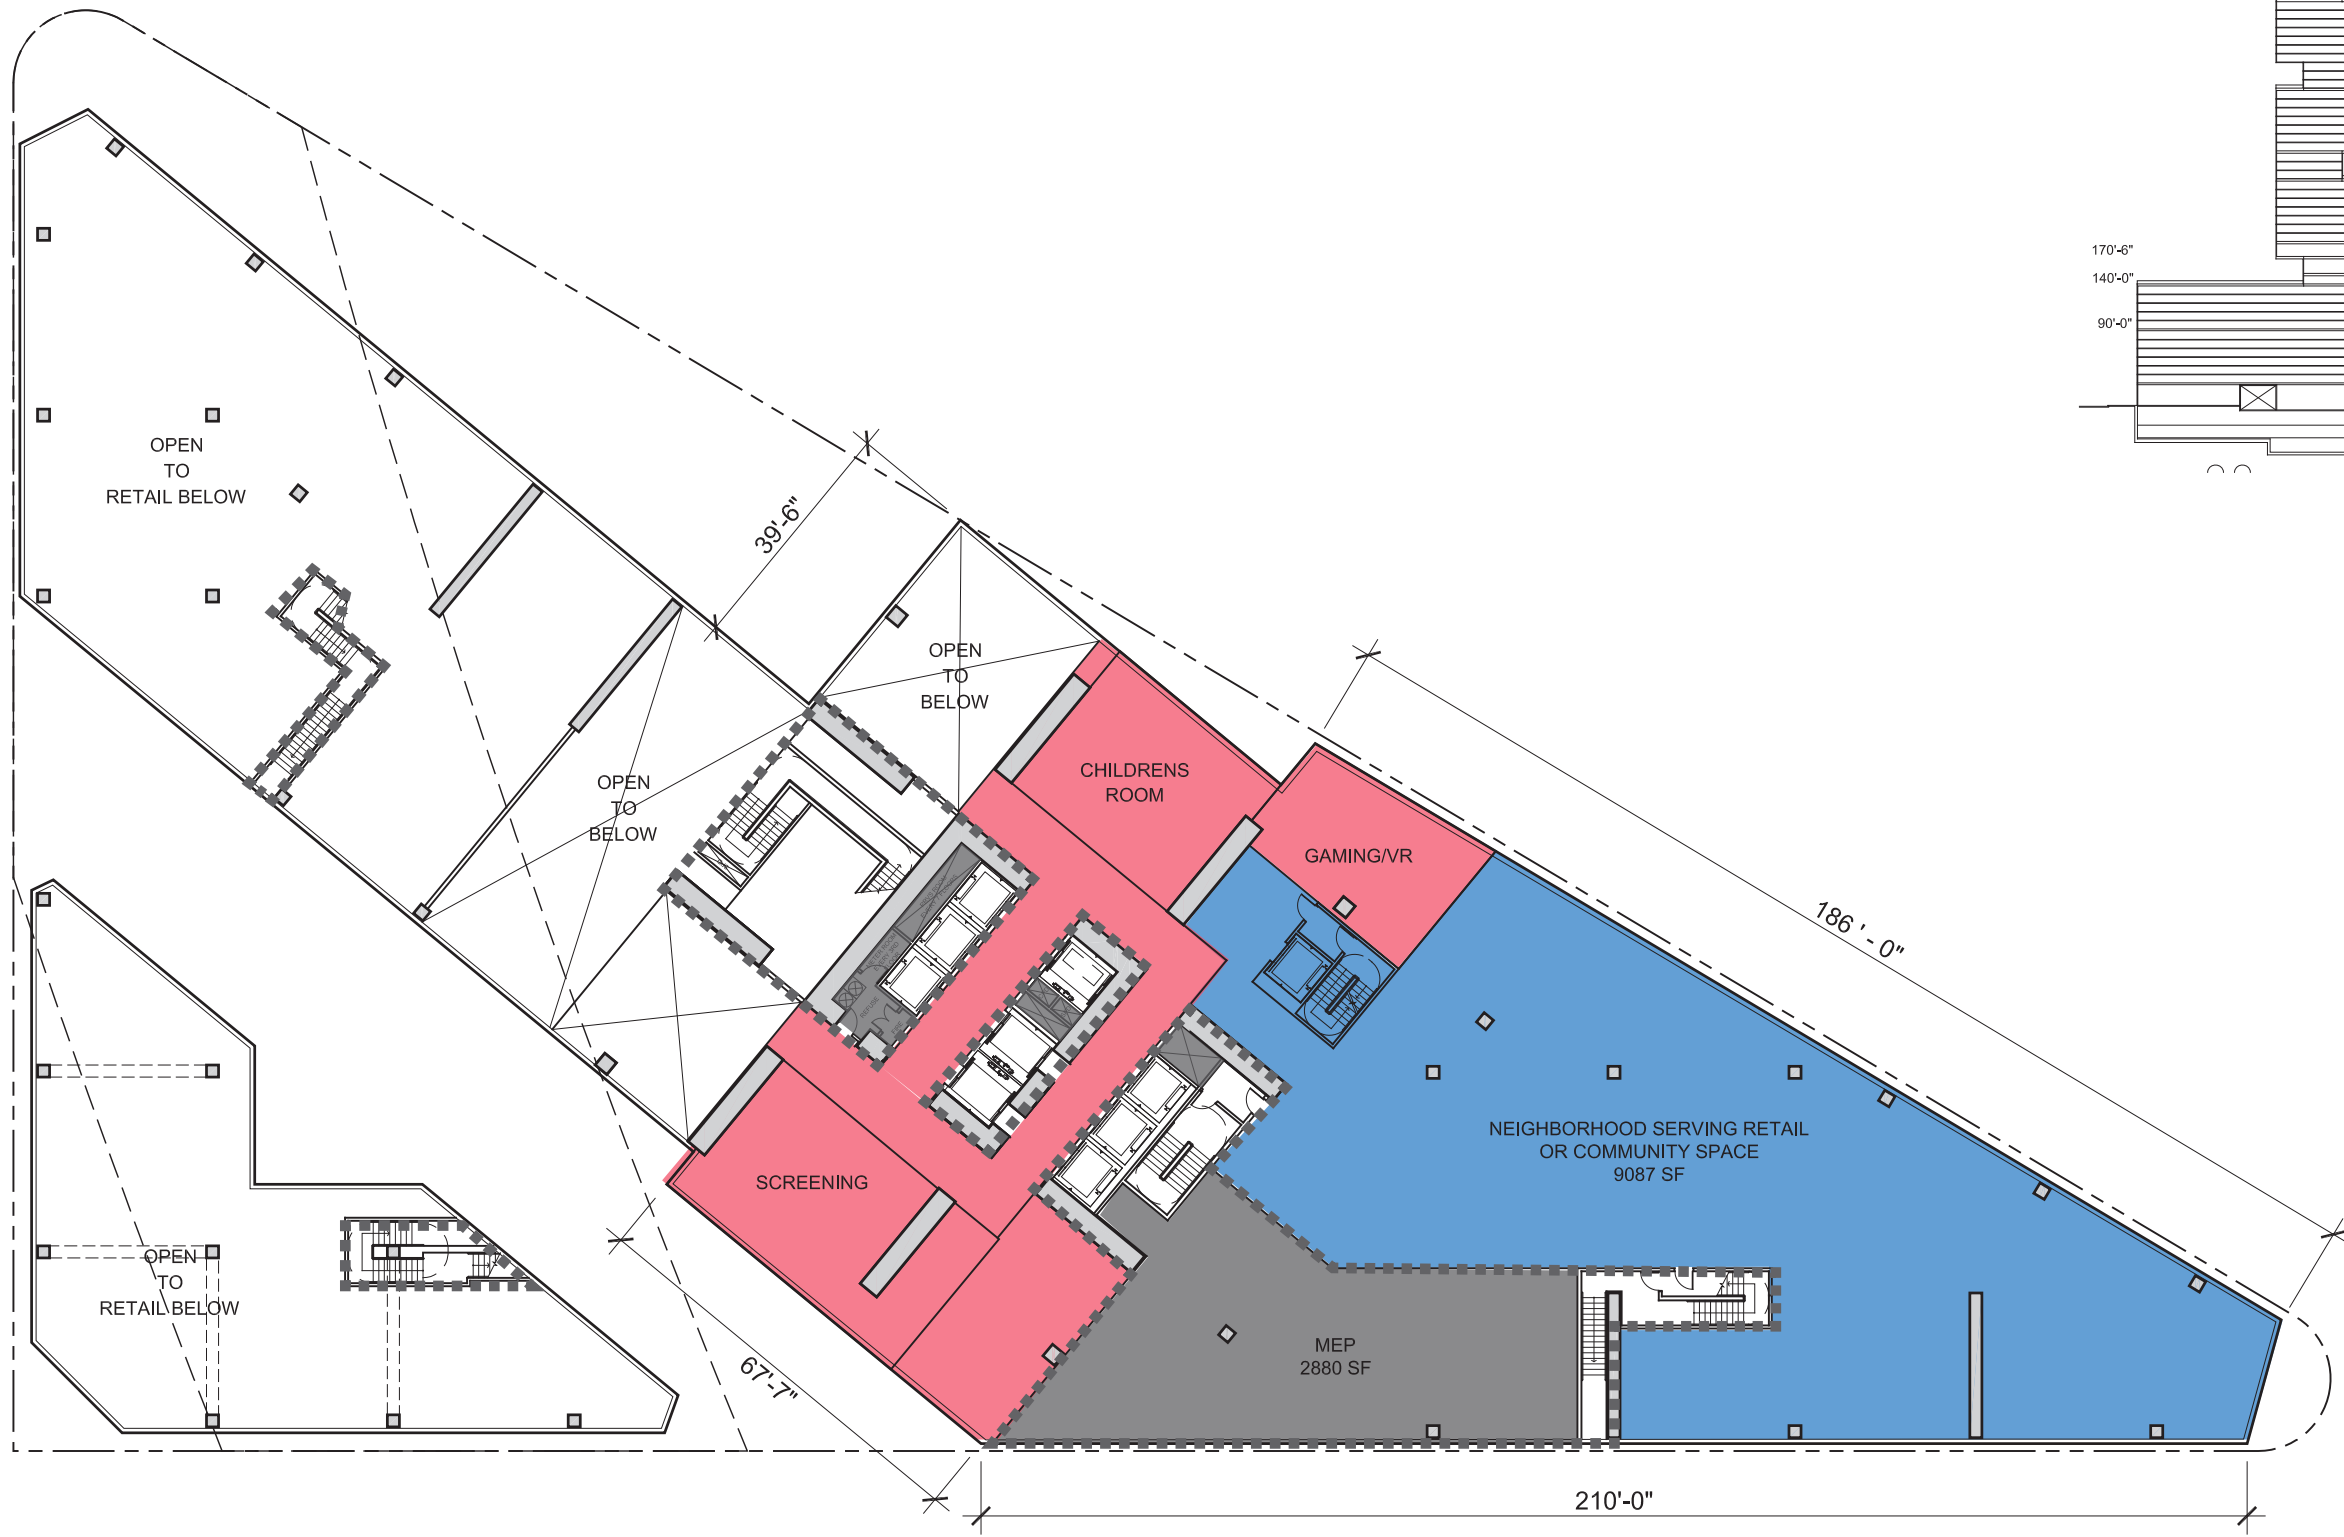 170'-6"
140'-0"
90'-0"
OPEN
TO
RETAIL BELOW
39'-6"
OPEN
TO
BELOW
CHILDRENS
ROOM
OPEN
TO
BELOW
GAMING/VR
186 ' - 0"
REFUSE
NEIGHBORHOOD SERVING RETAIL
OR COMMUNITY SPACE
9087 SF
SCREENING
OPEN
TO
RETAIL BELOW
MEP
2880 SF
67'-7"
210'-0"